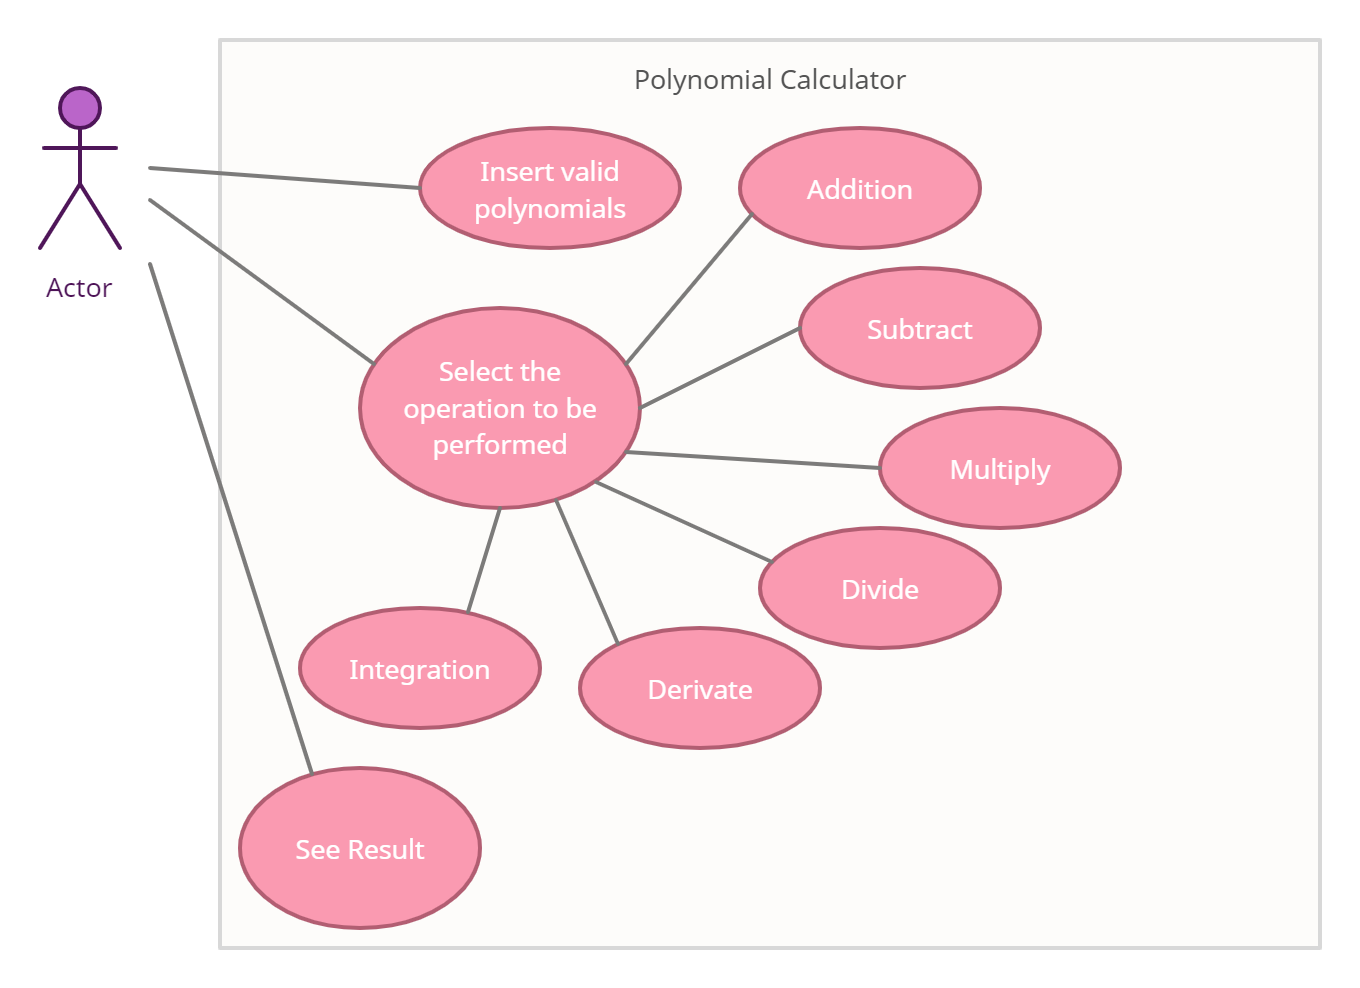 Polynomial Calculator
Actor
Insert valid
polynomials
Addition
Subtract
Select the
operation to be
performed
Multiply
Divide
Integration
Derivate
See Result